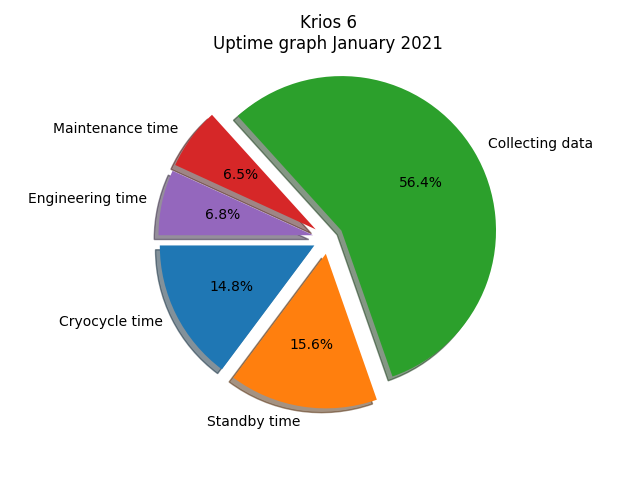 Krios 6
Uptime graph January 2021
Maintenance time
6.5%
Collecting data
56.4%
Engineering time
6.8%
Cryocycle time
14.8%
Standby time
15.6%